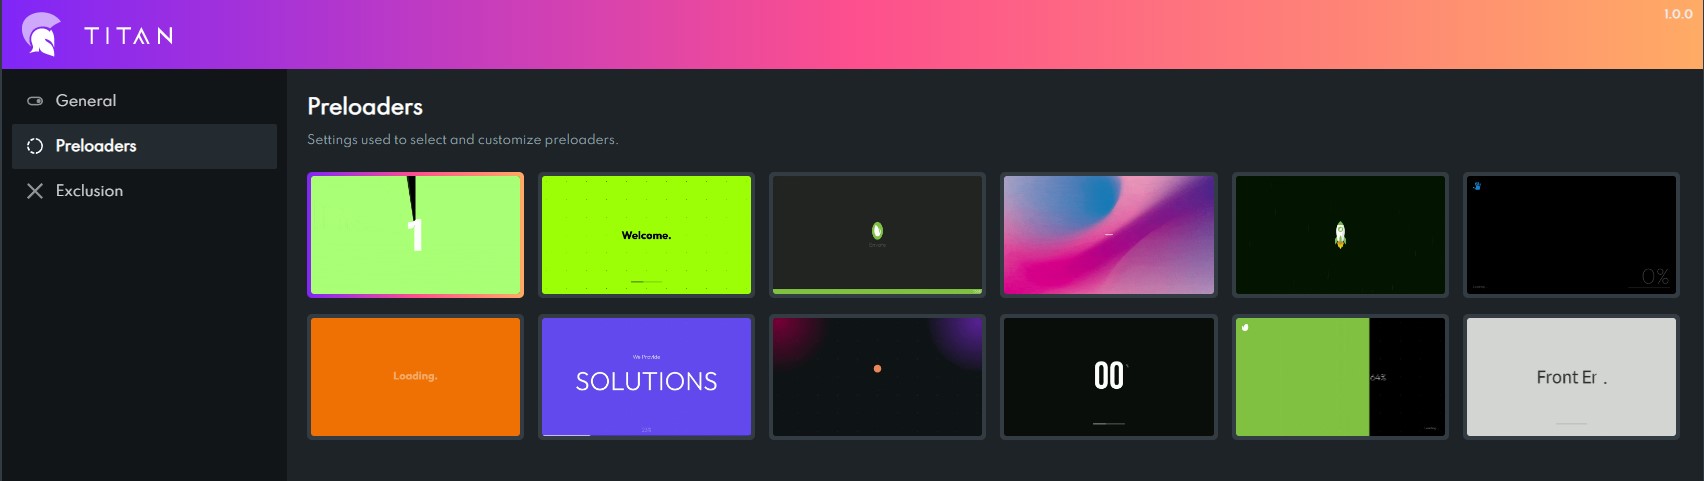 TITAN
1.0.0
General
Preloaders
Exclusion
Preloaders
Settings used to select and customize preloaders.
1
Welcome.
0%
Loading.
We Provide
SOLUTIONS
00
64%
Front Er .